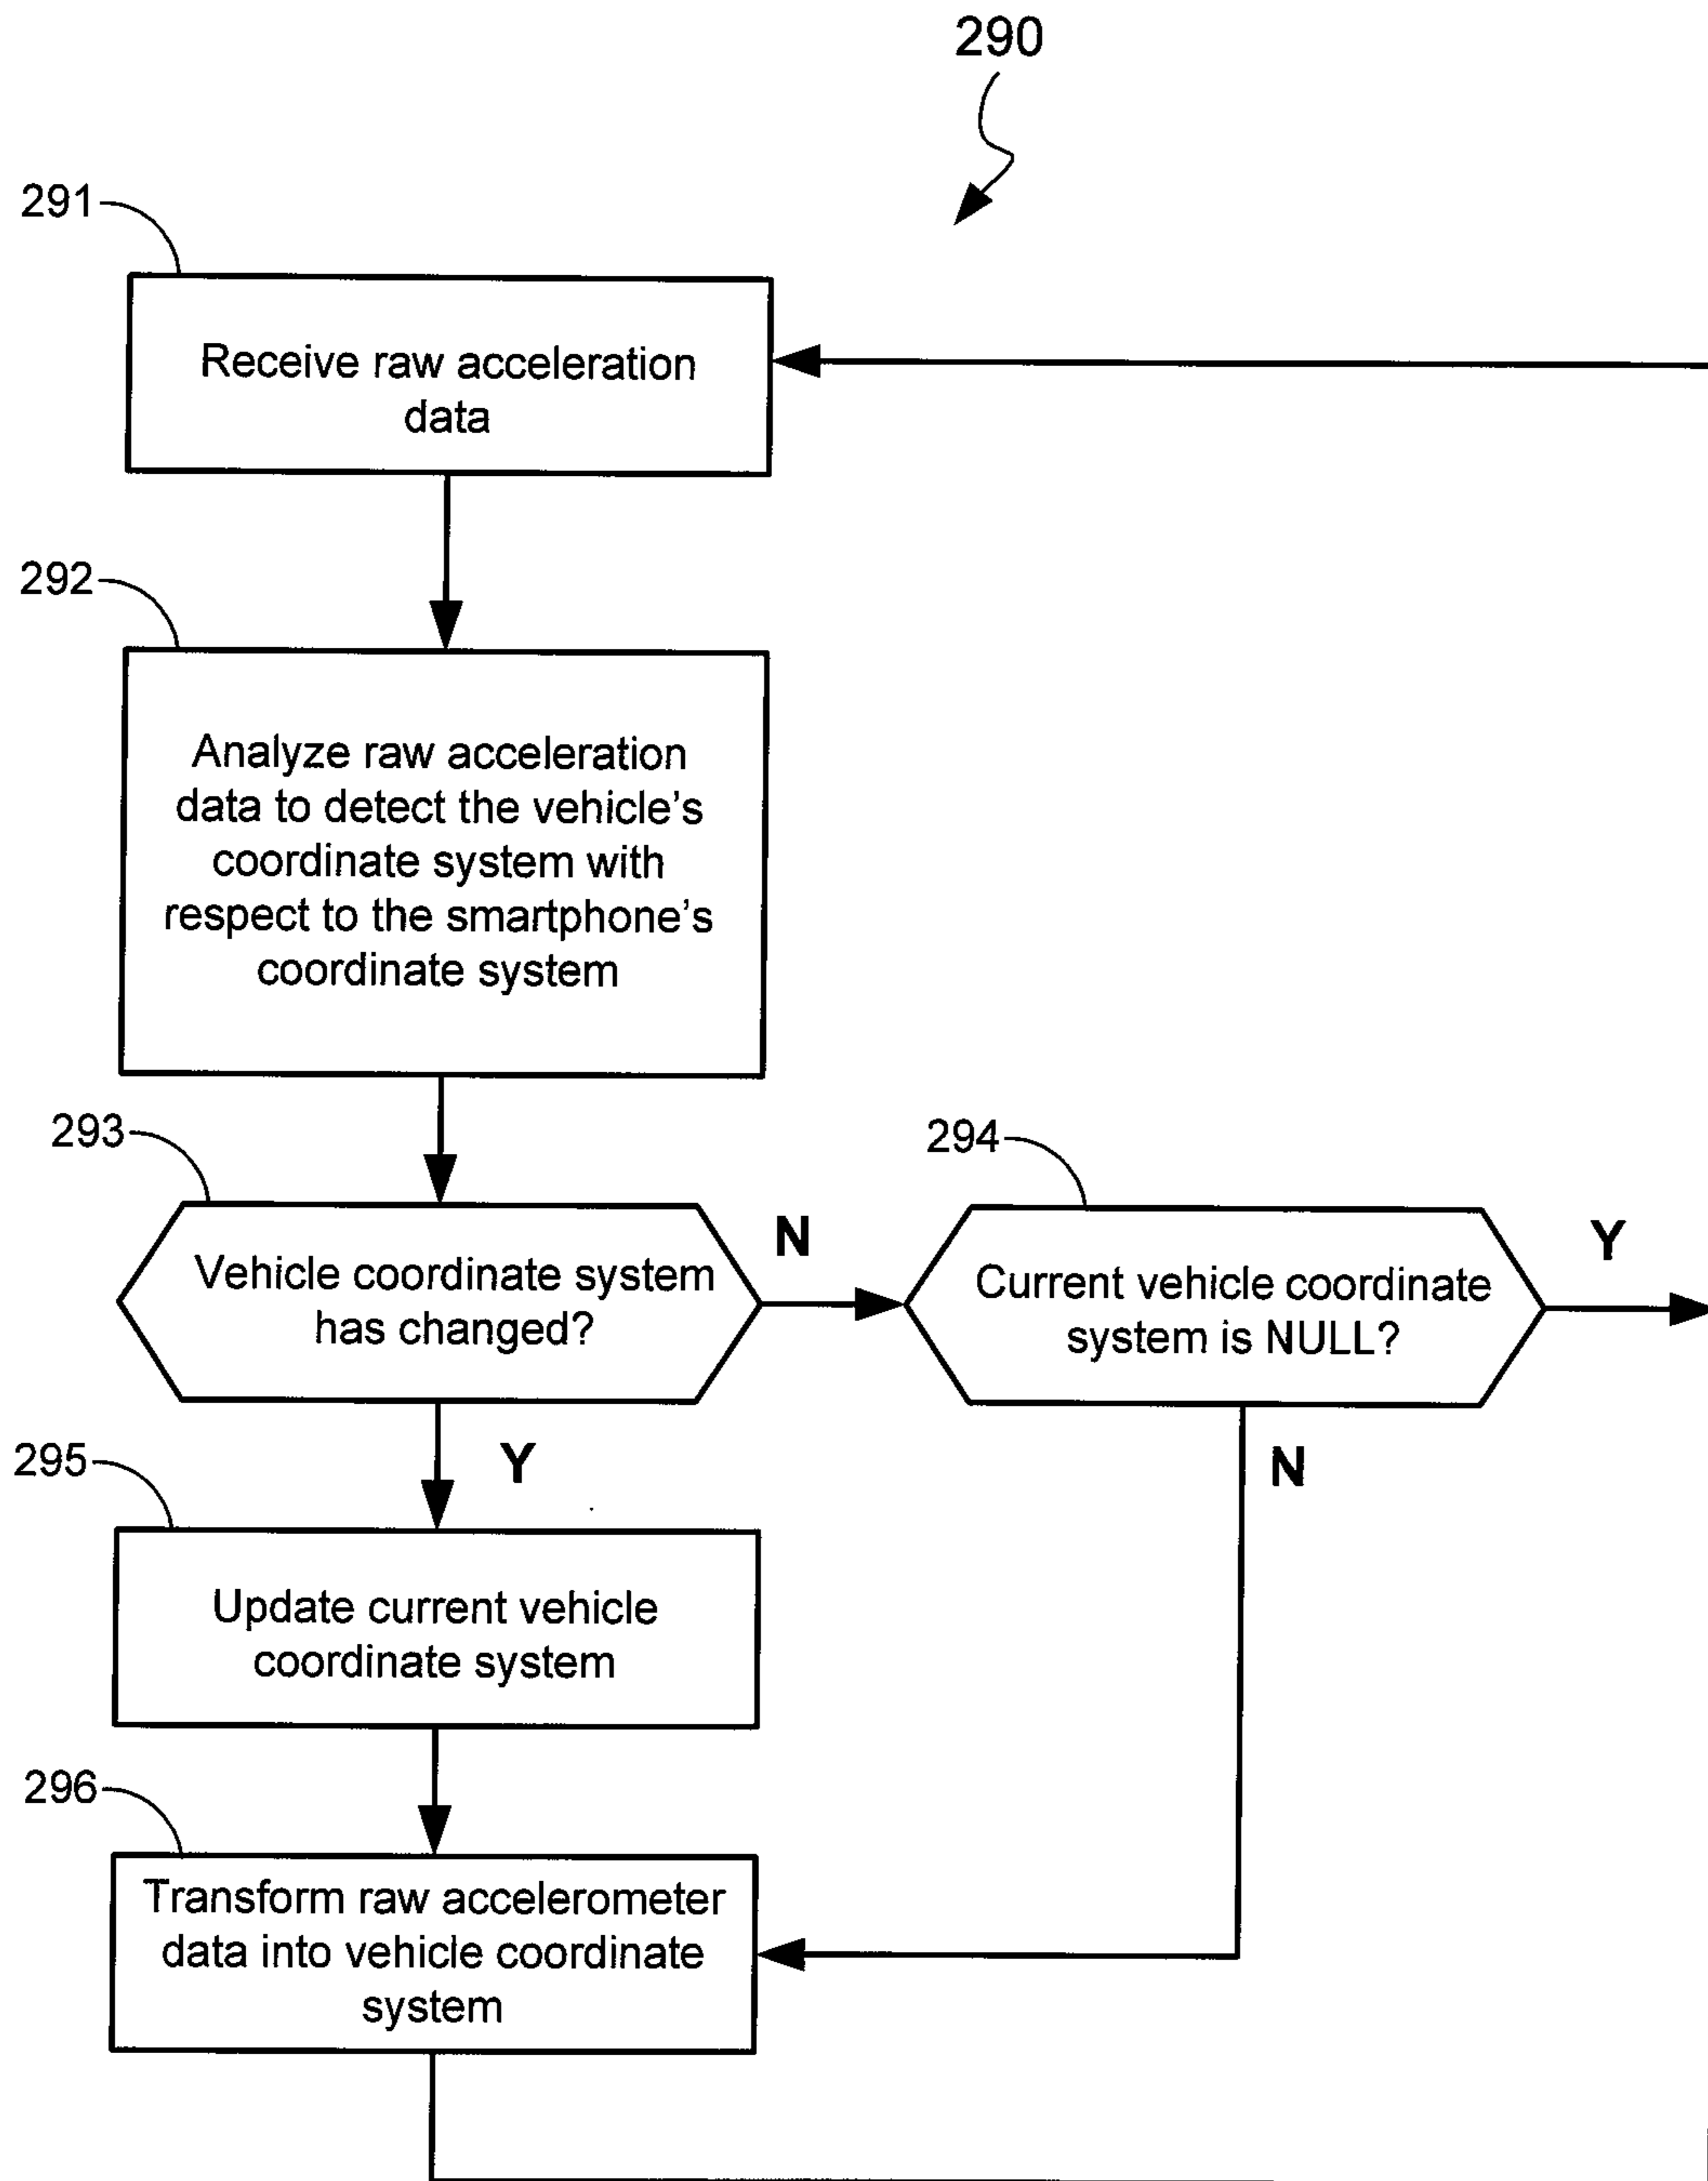 290
291
Receive raw acceleration
data
292
Analyze raw acceleration
data to detect the vehicle's
coordinate system with
respect to the smartphone's
coordinate system
293
Vehicle coordinate system
has changed?
N
294
Current vehicle coordinate
system is NULL?
Y
Y
N
295
Update current vehicle
coordinate system
296
Transform raw accelerometer
data into vehicle coordinate
system